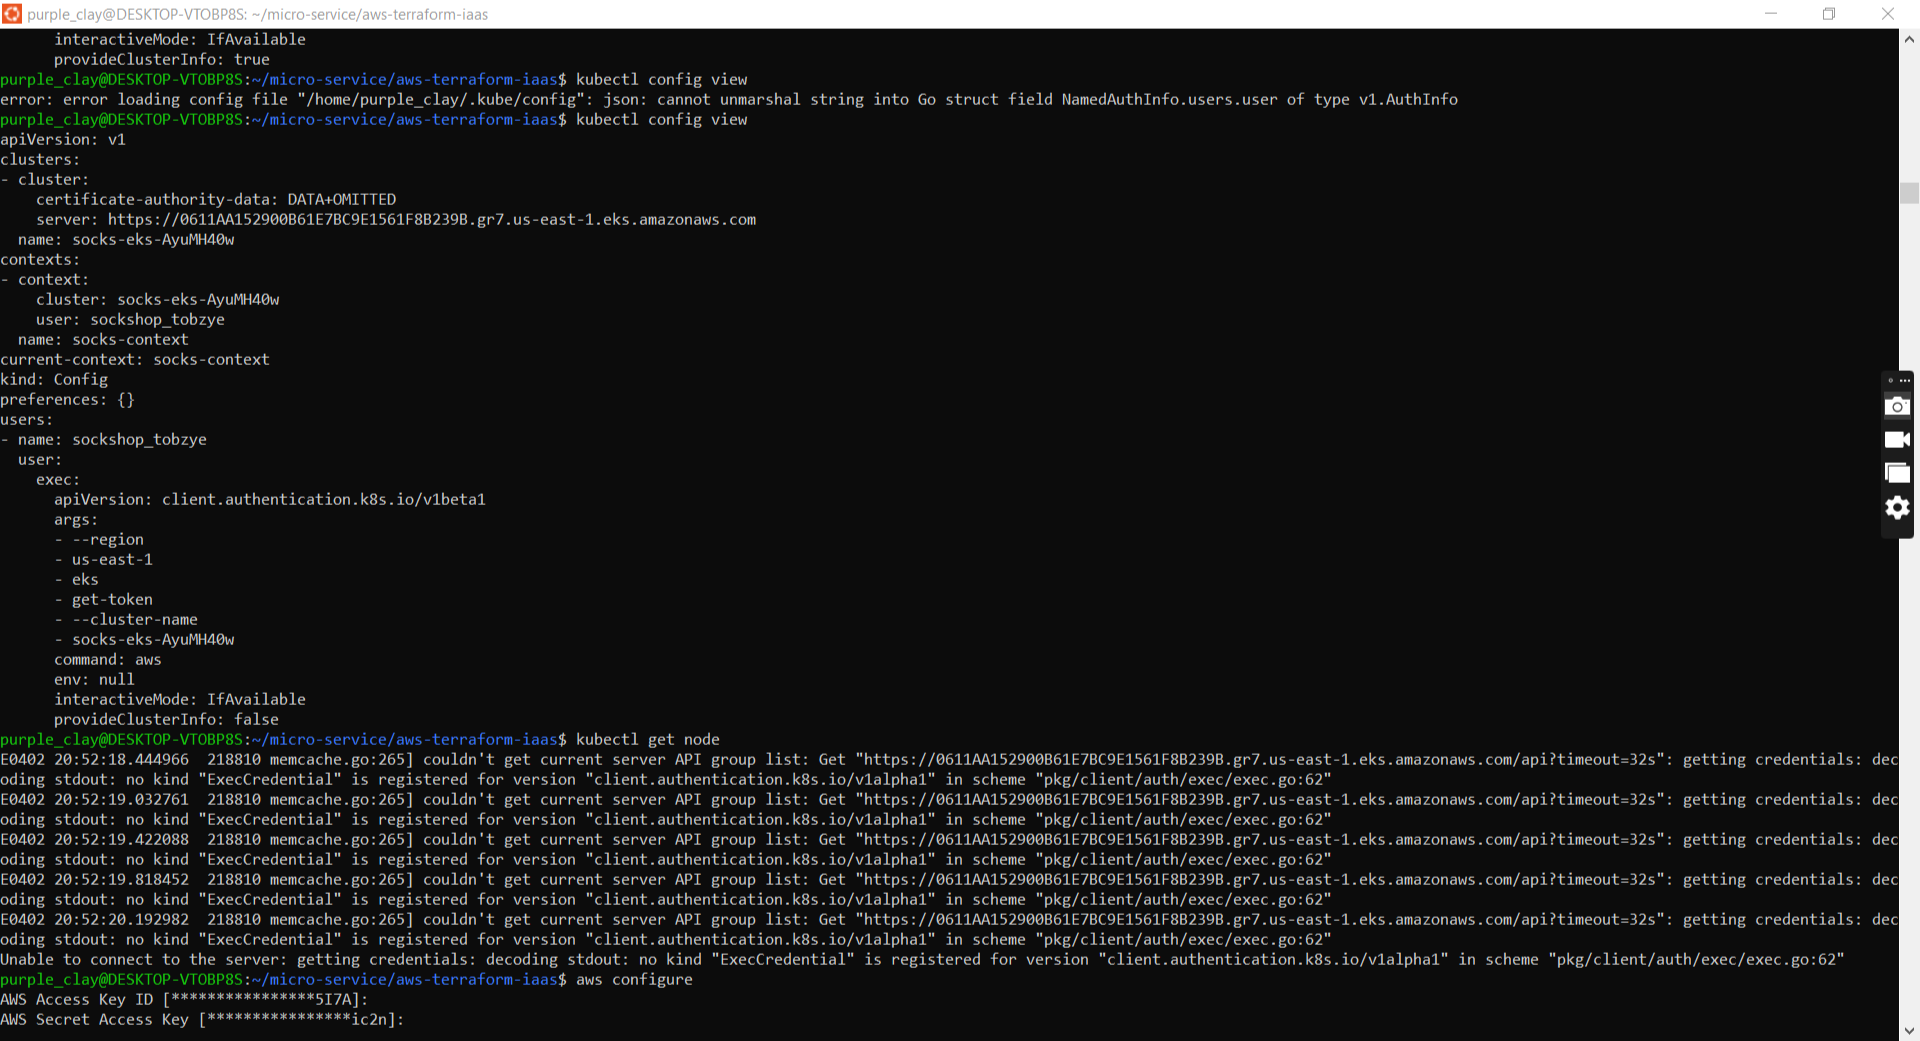 purple_clay@DESKTOP-VTOBP8S: ~/micro-service/aws-terraform-iaas
      interactiveMode: IfAvailable
      provideClusterInfo: true
purple_clay@DESKTOP-VTOBP8S:~/micro-service/aws-terraform-iaas$ kubectl config view
error: error loading config file "/home/purple_clay/.kube/config": json: cannot unmarshal string into Go struct field NamedAuthInfo.users.user of type v1.AuthInfo
purple_clay@DESKTOP-VTOBP8S:~/micro-service/aws-terraform-iaas$ kubectl config view
apiVersion: v1
clusters:
- cluster:
    certificate-authority-data: DATA+OMITTED
    server: https://0611AA152900B61E7BC9E1561F8B239B.gr7.us-east-1.eks.amazonaws.com
  name: socks-eks-AyuMH40w
contexts:
- context:
    cluster: socks-eks-AyuMH40w
    user: sockshop_tobzye
  name: socks-context
current-context: socks-context
kind: Config
preferences: {}
users:
- name: sockshop_tobzye
  user:
    exec:
      apiVersion: client.authentication.k8s.io/v1beta1
      args:
      - --region
      - us-east-1
      - eks
      - get-token
      - --cluster-name
      - socks-eks-AyuMH40w
      command: aws
      env: null
      interactiveMode: IfAvailable
      provideClusterInfo: false
purple_clay@DESKTOP-VTOBP8S:~/micro-service/aws-terraform-iaas$ kubectl get node
E0402 20:52:18.444966  218810 memcache.go:265] couldn't get current server API group list: Get "https://0611AA152900B61E7BC9E1561F8B239B.gr7.us-east-1.eks.amazonaws.com/api?timeout=32s": getting credentials: dec
oding stdout: no kind "ExecCredential" is registered for version "client.authentication.k8s.io/v1alpha1" in scheme "pkg/client/auth/exec/exec.go:62"
E0402 20:52:19.032761  218810 memcache.go:265] couldn't get current server API group list: Get "https://0611AA152900B61E7BC9E1561F8B239B.gr7.us-east-1.eks.amazonaws.com/api?timeout=32s": getting credentials: dec
oding stdout: no kind "ExecCredential" is registered for version "client.authentication.k8s.io/v1alpha1" in scheme "pkg/client/auth/exec/exec.go:62"
E0402 20:52:19.422088  218810 memcache.go:265] couldn't get current server API group list: Get "https://0611AA152900B61E7BC9E1561F8B239B.gr7.us-east-1.eks.amazonaws.com/api?timeout=32s": getting credentials: dec
oding stdout: no kind "ExecCredential" is registered for version "client.authentication.k8s.io/v1alpha1" in scheme "pkg/client/auth/exec/exec.go:62"
E0402 20:52:19.818452  218810 memcache.go:265] couldn't get current server API group list: Get "https://0611AA152900B61E7BC9E1561F8B239B.gr7.us-east-1.eks.amazonaws.com/api?timeout=32s": getting credentials: dec
oding stdout: no kind "ExecCredential" is registered for version "client.authentication.k8s.io/v1alpha1" in scheme "pkg/client/auth/exec/exec.go:62"
E0402 20:52:20.192982  218810 memcache.go:265] couldn't get current server API group list: Get "https://0611AA152900B61E7BC9E1561F8B239B.gr7.us-east-1.eks.amazonaws.com/api?timeout=32s": getting credentials: dec
oding stdout: no kind "ExecCredential" is registered for version "client.authentication.k8s.io/v1alpha1" in scheme "pkg/client/auth/exec/exec.go:62"
Unable to connect to the server: getting credentials: decoding stdout: no kind "ExecCredential" is registered for version "client.authentication.k8s.io/v1alpha1" in scheme "pkg/client/auth/exec/exec.go:62"
purple_clay@DESKTOP-VTOBP8S:~/micro-service/aws-terraform-iaas$ aws configure
AWS Access Key ID [****************5I7A]:
AWS Secret Access Key [****************ic2n]: